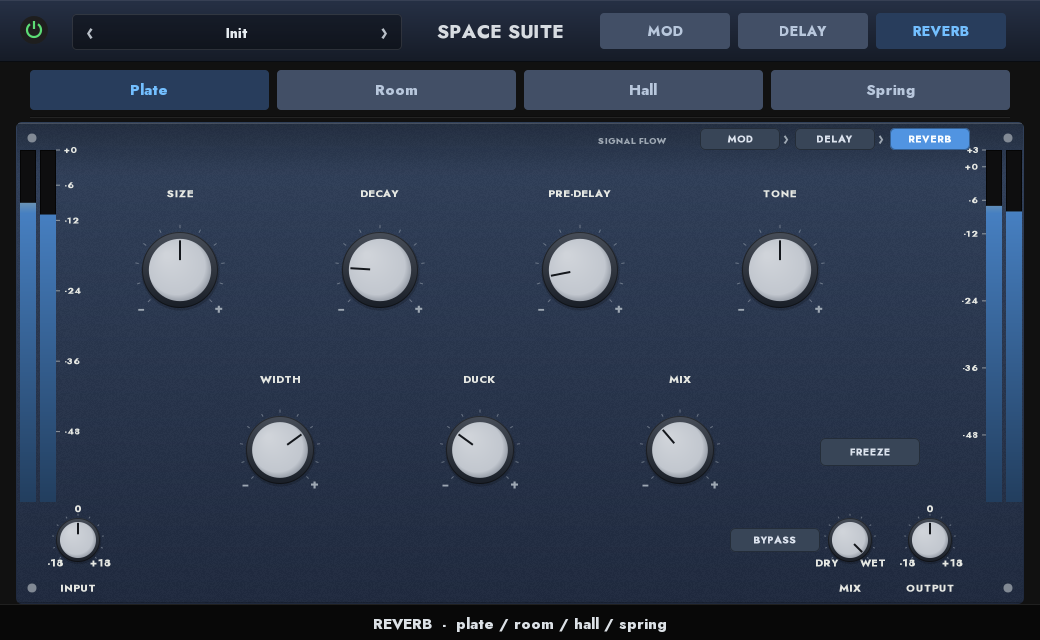 ‹ Init ›
SPACE SUITE
MOD DELAY REVERB
Plate Room Hall Spring
SIGNAL FLOW MOD › DELAY › REVERB
+0
-6
-12
-24
-36
-48
+3
+0
-6
-12
-24
-36
-48
SIZE DECAY PRE-DELAY TONE
- + - + - + - +
WIDTH DUCK MIX
- + - + - +
FREEZE
0
-18 +18
INPUT
BYPASS
DRY WET
MIX
0
-18 +18
OUTPUT
REVERB - plate / room / hall / spring